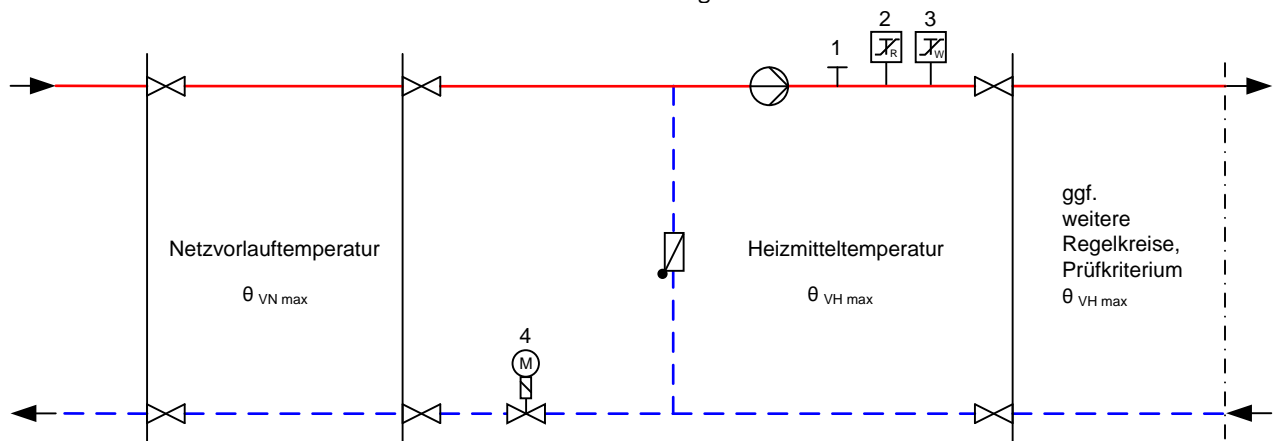 g
1 2 3
R W
ggf.
weitere
Regelkreise,
Prüfkriterium
θ VH max
Netzvorlauftemperatur
θ VN max
Heizmitteltemperatur
θ VH max
4
M